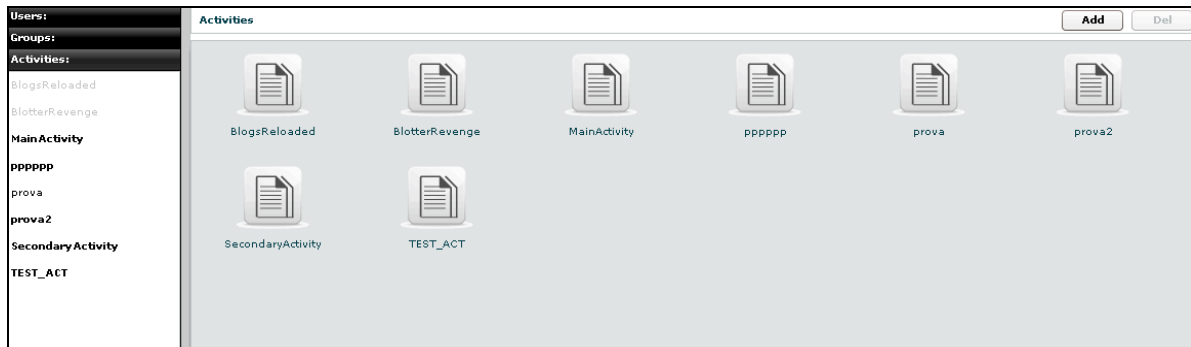 Users:
Groups:
Activities:
BlogsReloaded
BlotterRevenge
MainActivity
pppppp
prova
prova2
SecondaryActivity
TEST_ACT
Activities
Add Del
BlogsReloaded BlotterRevenge MainActivity pppppp prova prova2
SecondaryActivity TEST_ACT